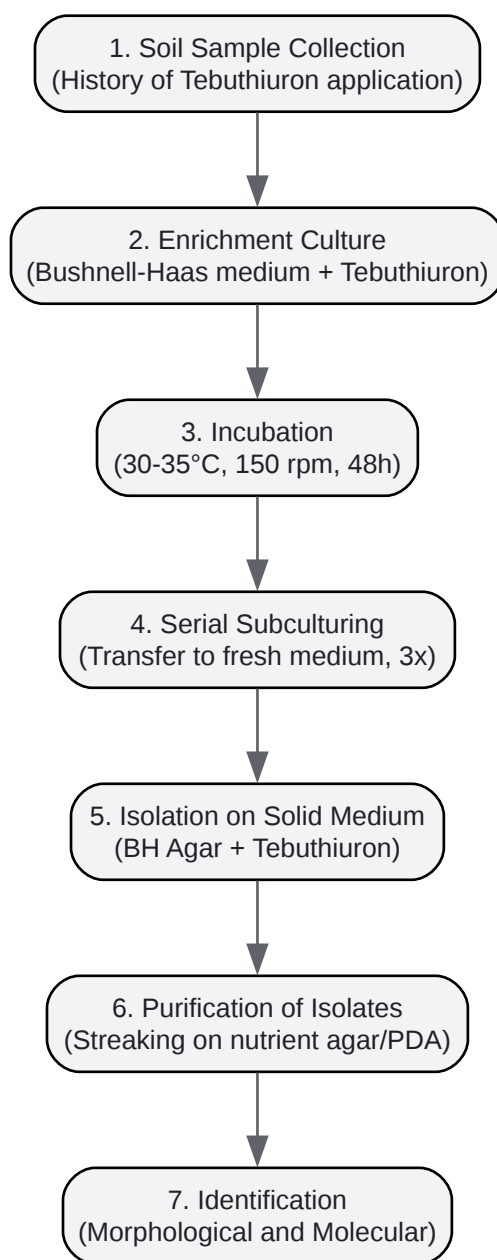 1. Soil Sample Collection
(History of Tebuthiuron application)
2. Enrichment Culture
(Bushnell-Haas medium + Tebuthiuron)
3. Incubation
(30-35°C, 150 rpm, 48h)
4. Serial Subculturing
(Transfer to fresh medium, 3x)
5. Isolation on Solid Medium
(BH Agar + Tebuthiuron)
6. Purification of Isolates
(Streaking on nutrient agar/PDA)
7. Identification
(Morphological and Molecular)